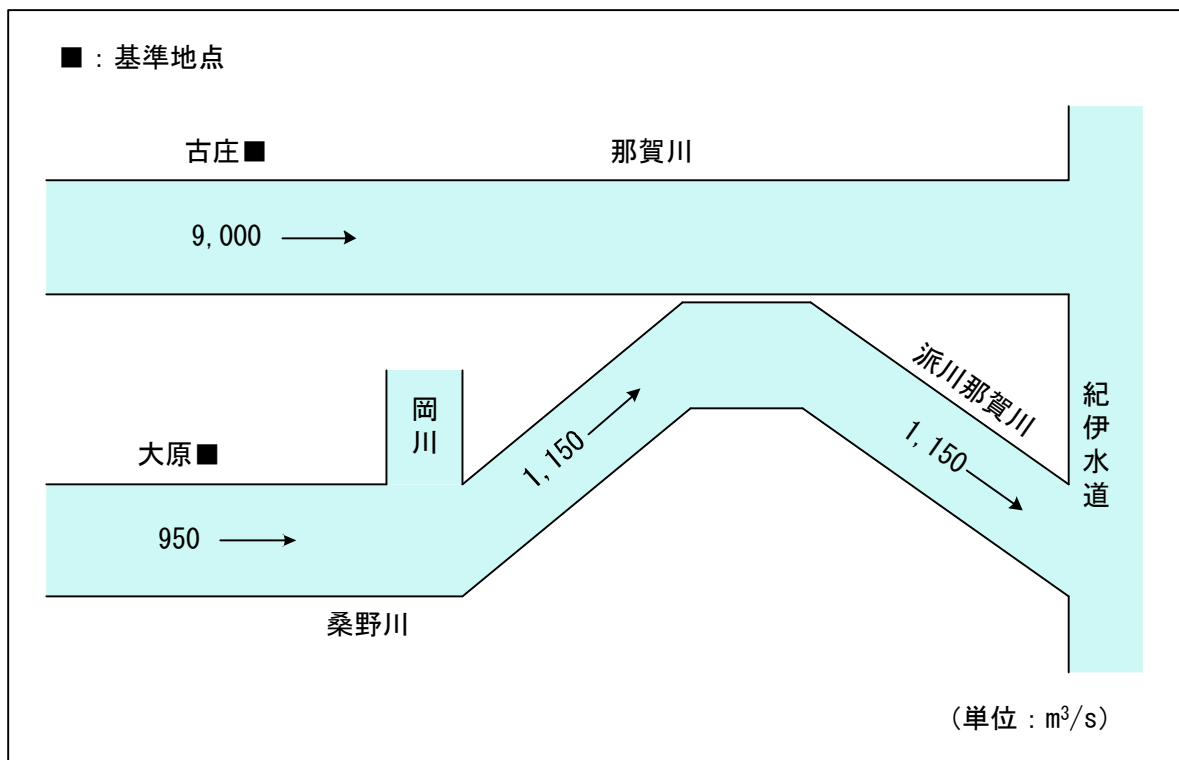 ■：基準地点
古庄■
那賀川
9,000
派川那賀川
岡川
1,150
1,150
紀伊水道
大原■
950
桑野川
（単位：m³/s）